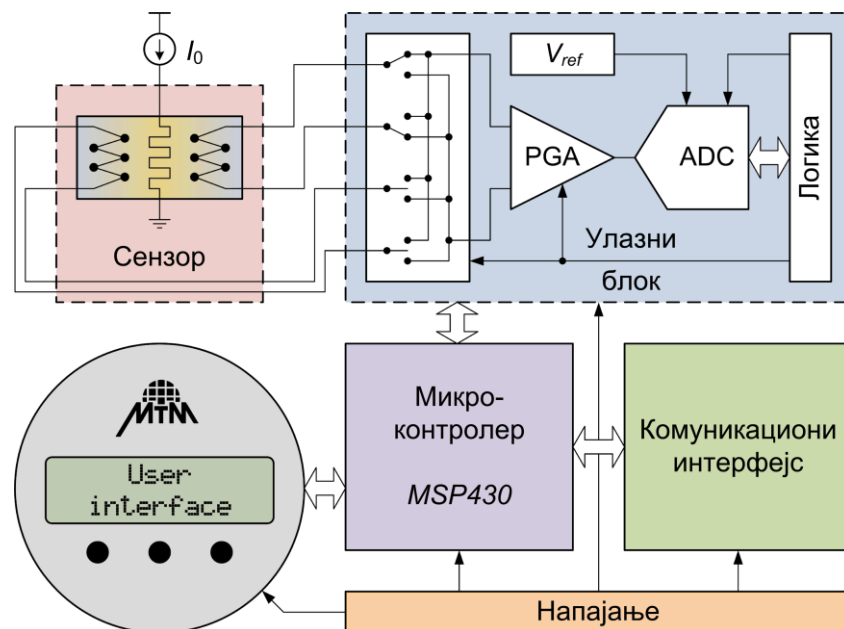 I0
Vref
PGA
ADC
Логика
Сензор
Улазни
блок
MTM
User
interface
Микро-
контролер
MSP430
Комуникациони
интерфејс
Напајање